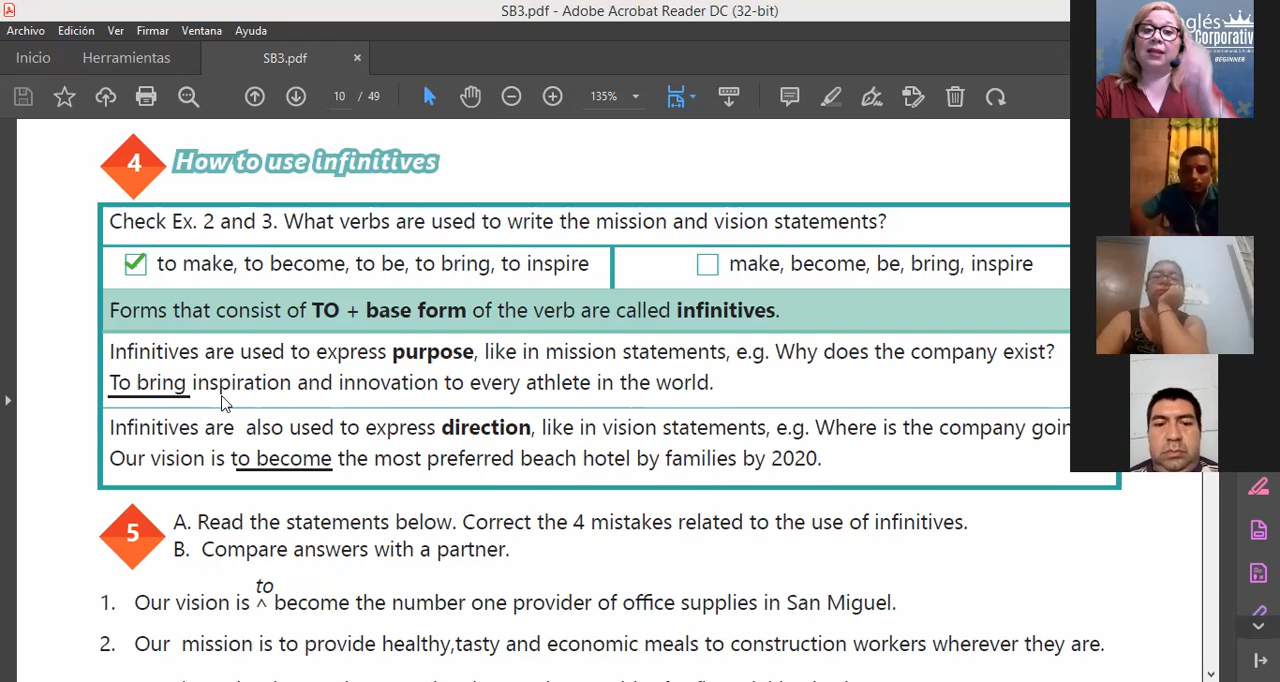 SB3.pdf - Adobe Acrobat Reader DC (32-bit)
Archivo Edición Ver Firmar Ventana Ayuda
Inicio Herramientas SB3.pdf ×
10 / 49 135%
glés
Corporativ
BEGINNER
4 How to use infinitives
Check Ex. 2 and 3. What verbs are used to write the mission and vision statements?
to make, to become, to be, to bring, to inspire make, become, be, bring, inspire
Forms that consist of TO + base form of the verb are called infinitives.
Infinitives are used to express purpose, like in mission statements, e.g. Why does the company exist?
To bring inspiration and innovation to every athlete in the world.
Infinitives are also used to express direction, like in vision statements, e.g. Where is the company goin
Our vision is to become the most preferred beach hotel by families by 2020.
5 A. Read the statements below. Correct the 4 mistakes related to the use of infinitives.
B. Compare answers with a partner.
to
1. Our vision is ^ become the number one provider of office supplies in San Miguel.
2. Our mission is to provide healthy,tasty and economic meals to construction workers wherever they are.